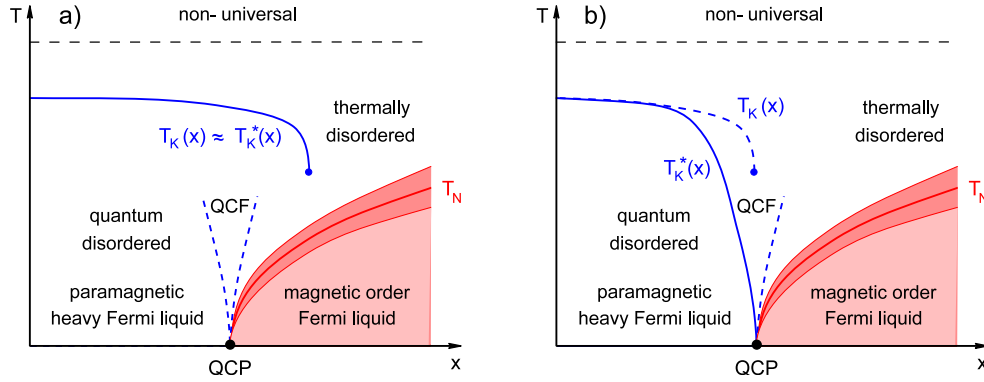 T
a)
non- universal
thermally
disordered
T_K(x) ≈ T_K^*(x)
QCF
T_N
quantum
disordered
paramagnetic
heavy Fermi liquid
magnetic order
Fermi liquid
QCP
x
T
b)
non- universal
T_K(x)
thermally
disordered
T_K^*(x)
QCF
T_N
quantum
disordered
paramagnetic
heavy Fermi liquid
magnetic order
Fermi liquid
QCP
x